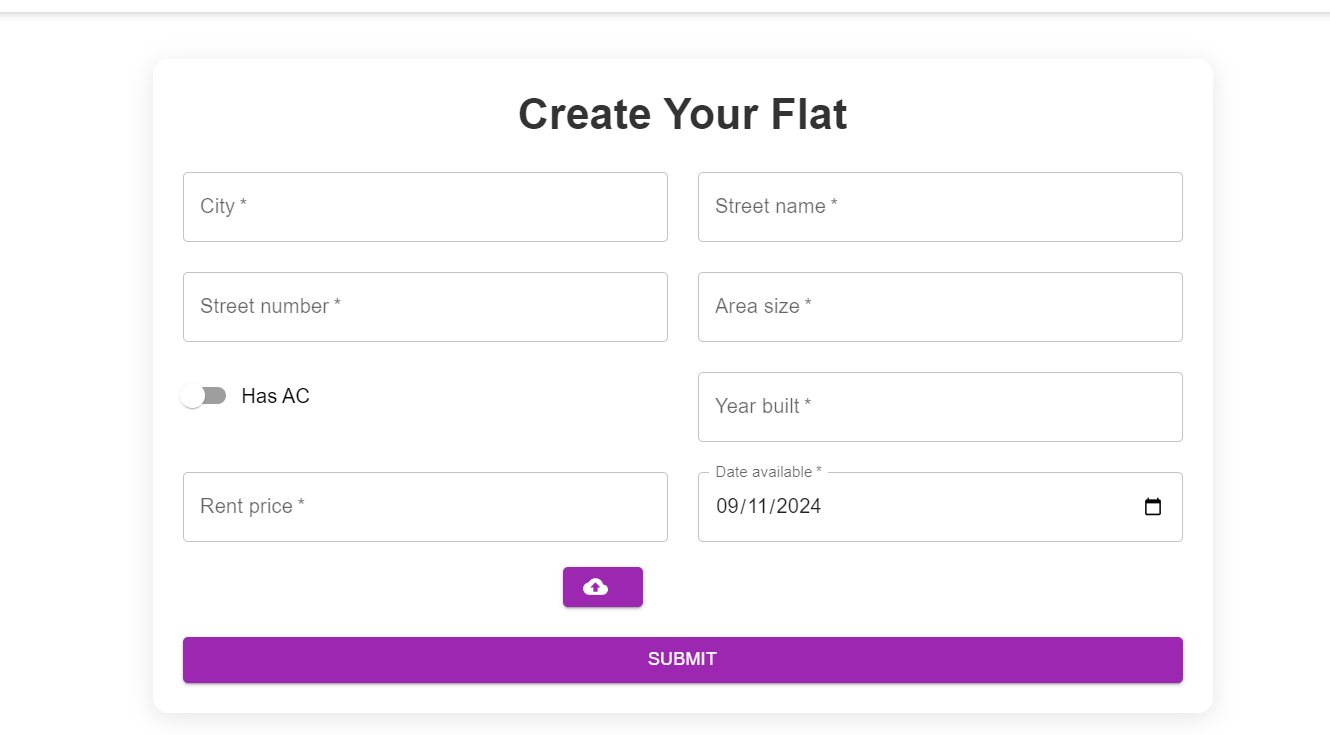 Create Your Flat
City *
Street name *
Street number *
Area size *
Has AC
Year built *
Rent price *
Date available *
09/11/2024
SUBMIT